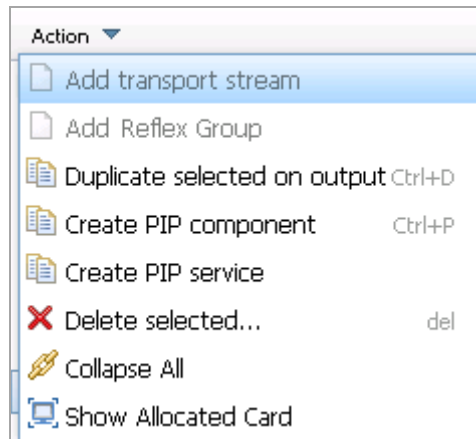 Action
Add transport stream
Add Reflex Group
Duplicate selected on output Ctrl+D
Create PIP component Ctrl+P
Create PIP service
Delete selected... del
Collapse All
Show Allocated Card